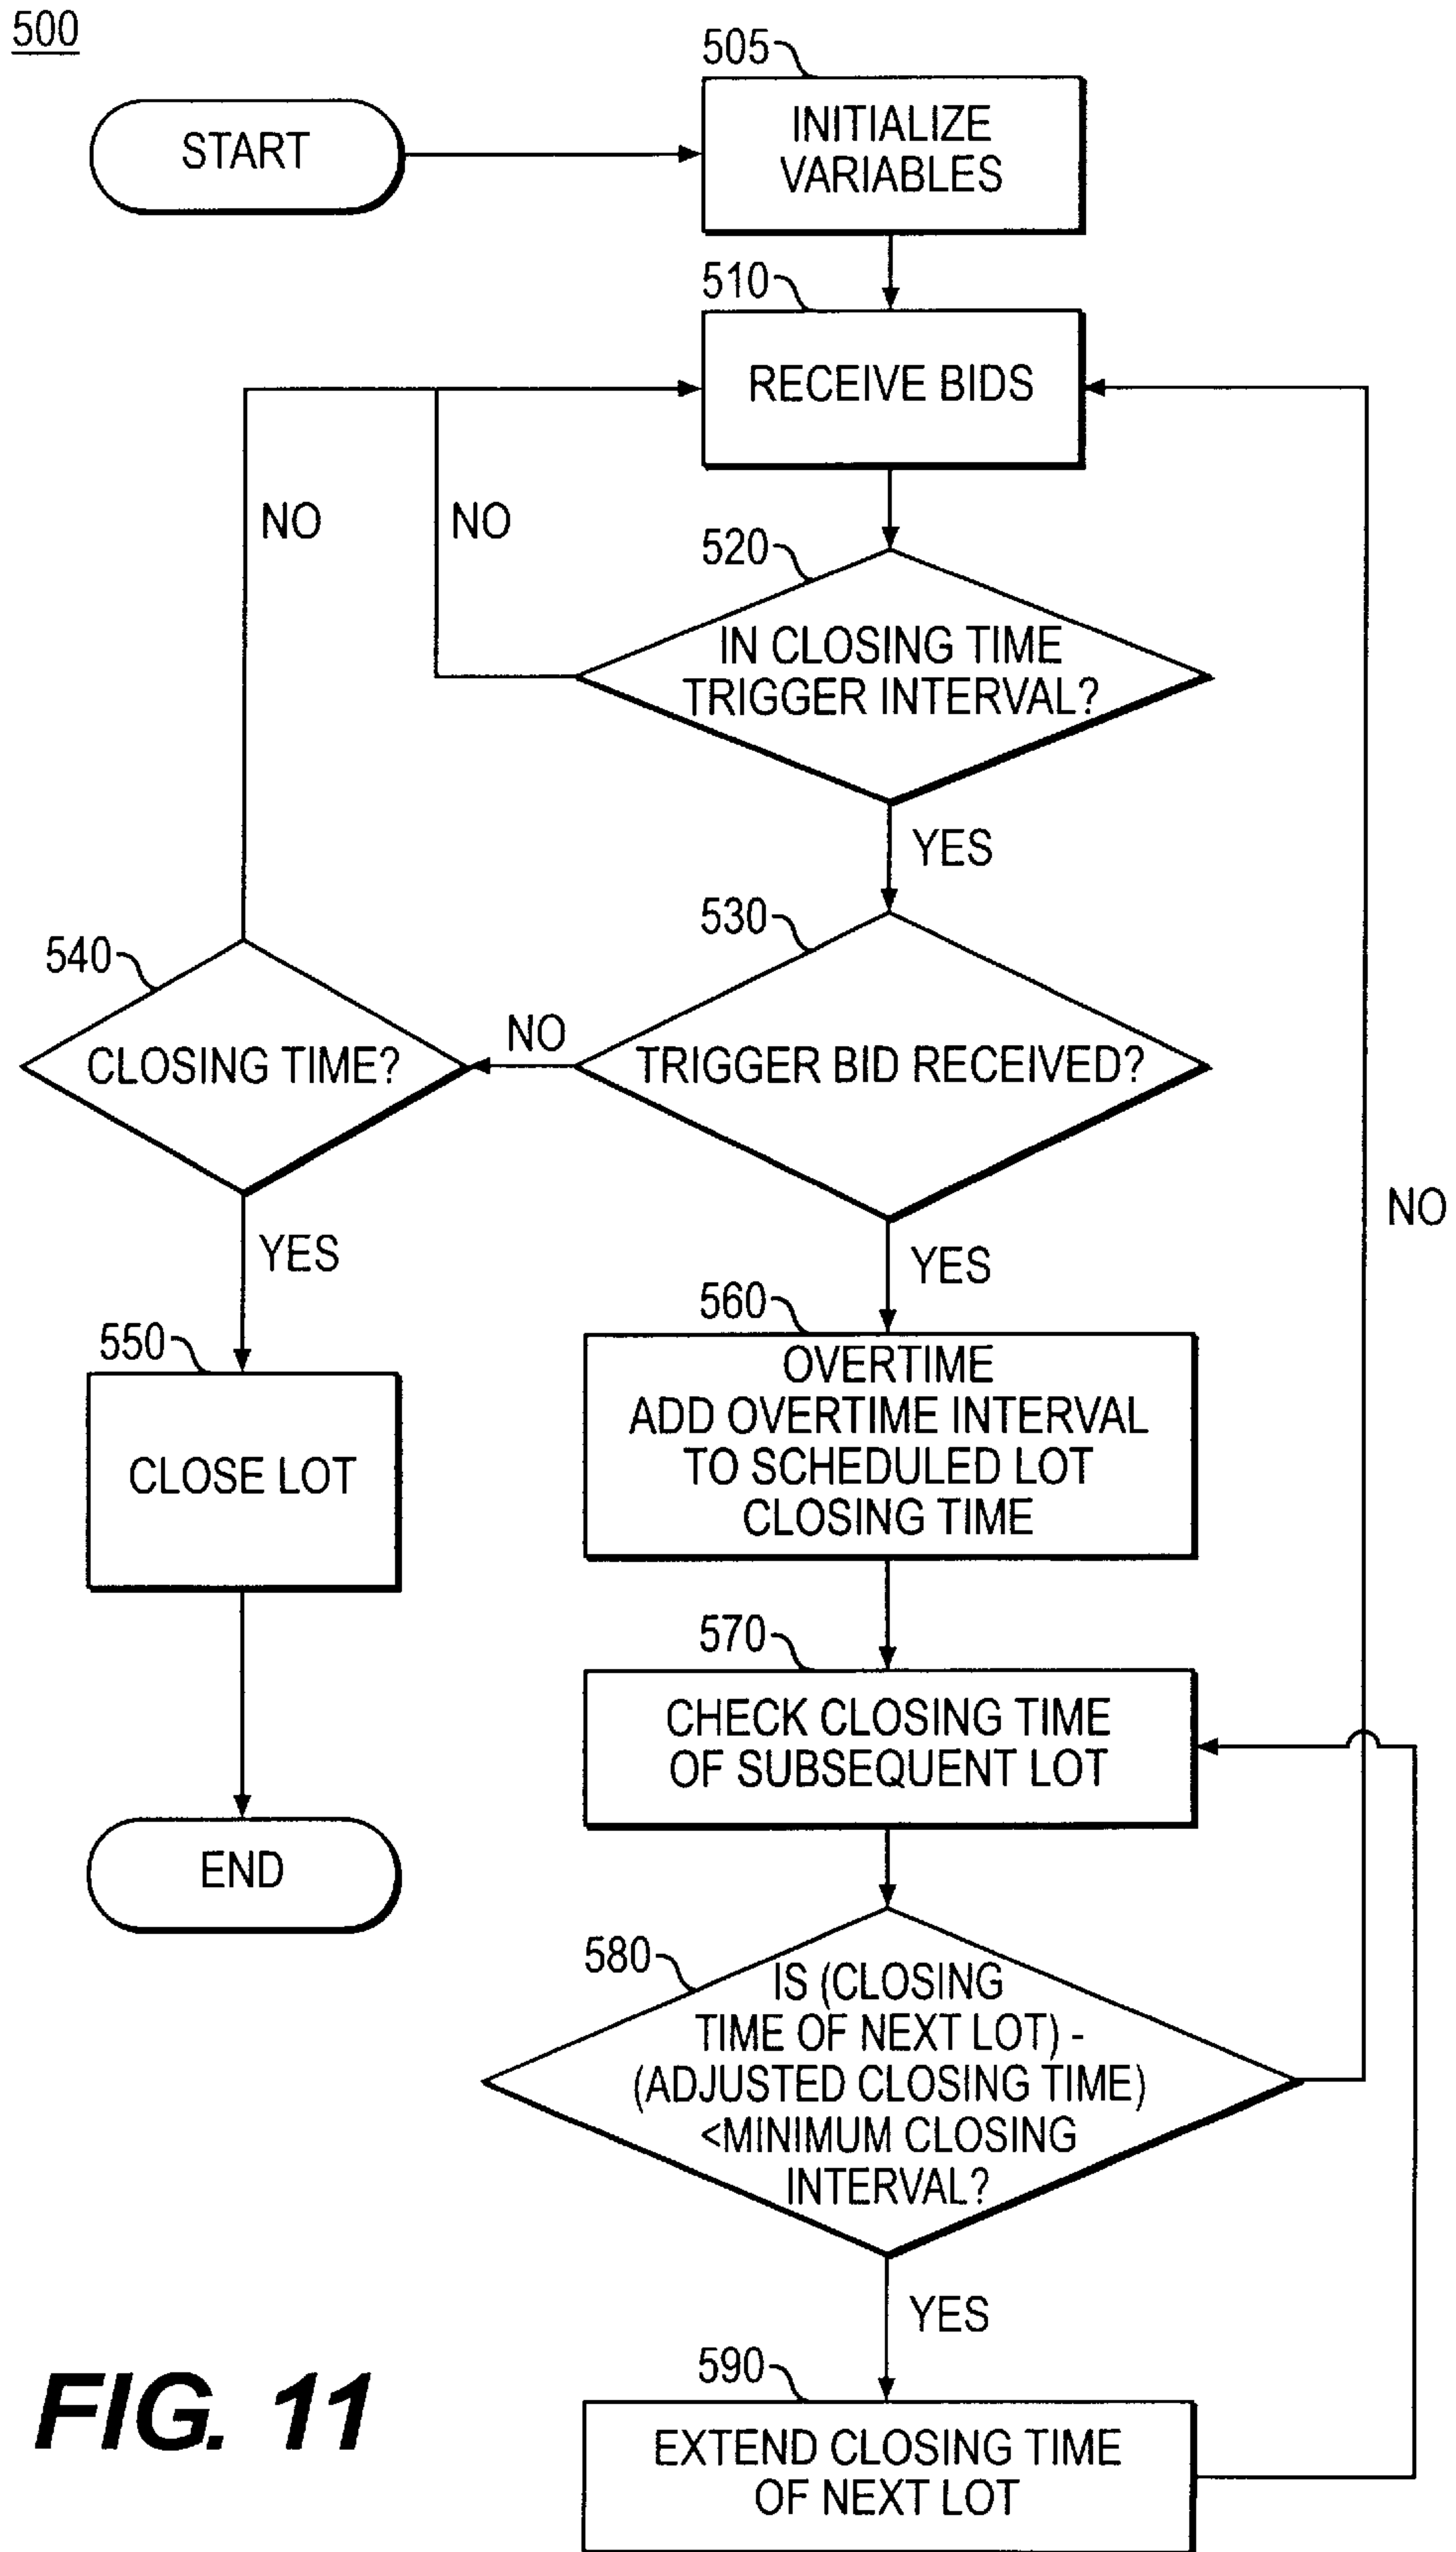 500
505
START
INITIALIZE
VARIABLES
510
RECEIVE BIDS
NO
NO
520
IN CLOSING TIME
TRIGGER INTERVAL?
YES
530
540
NO
CLOSING TIME?
TRIGGER BID RECEIVED?
NO
YES
YES
560
550
OVERTIME
ADD OVERTIME INTERVAL
TO SCHEDULED LOT
CLOSING TIME
CLOSE LOT
570
CHECK CLOSING TIME
OF SUBSEQUENT LOT
END
580
IS (CLOSING
TIME OF NEXT LOT) -
(ADJUSTED CLOSING TIME)
<MINIMUM CLOSING
INTERVAL?
YES
590
EXTEND CLOSING TIME
OF NEXT LOT
FIG. 11